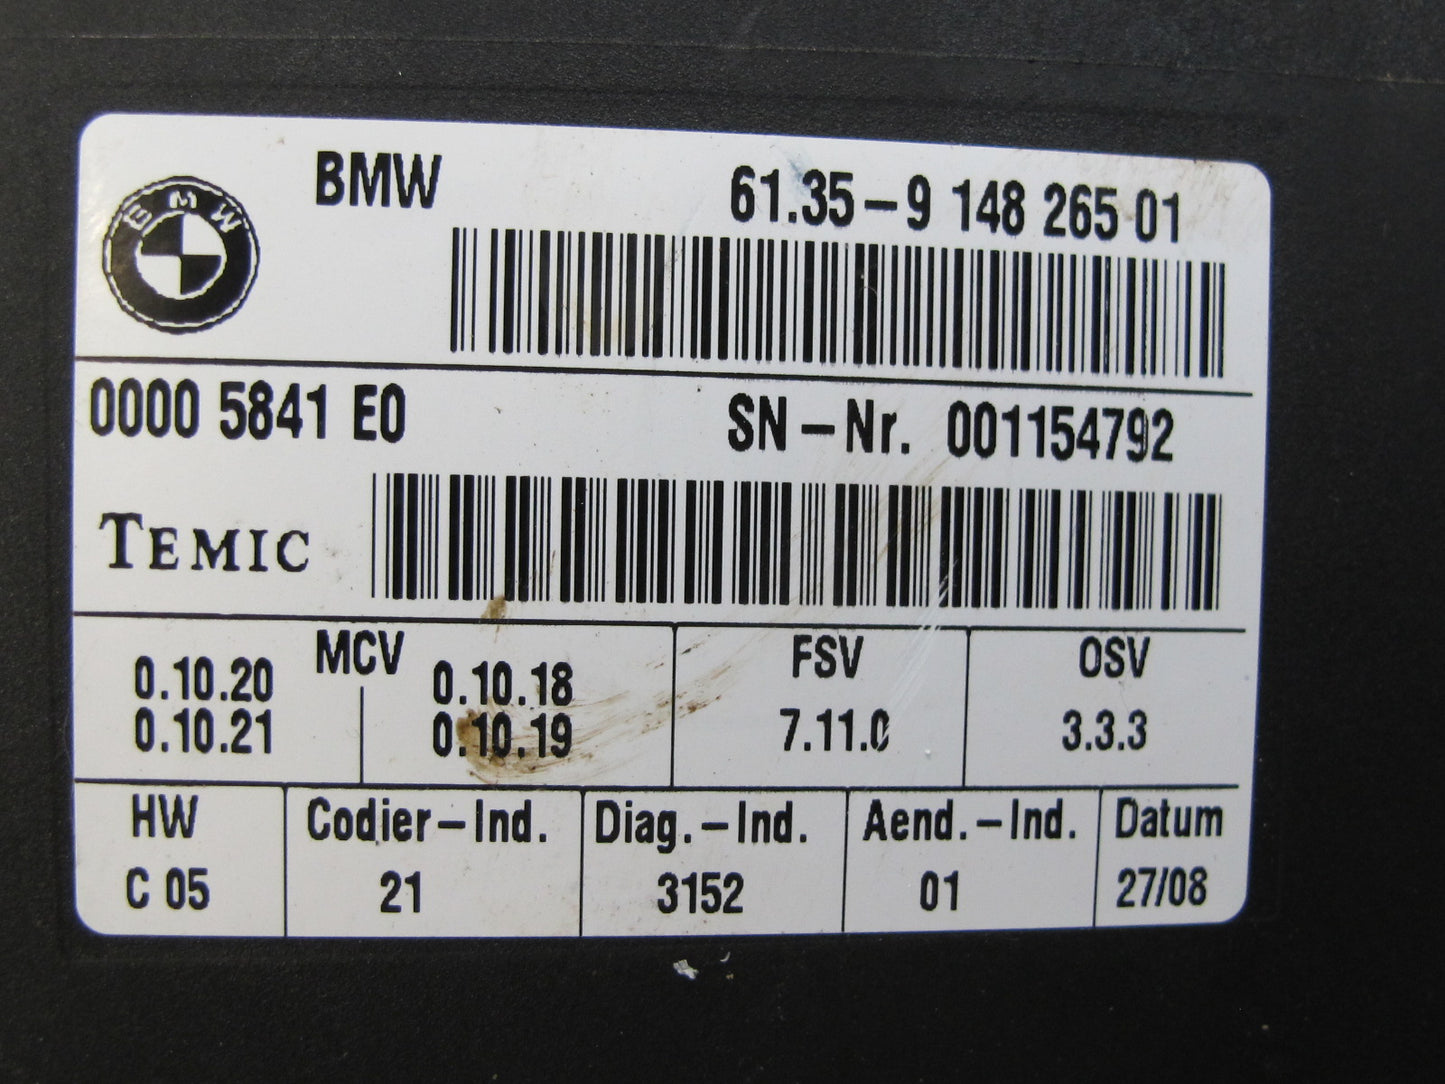 BMW
BMW 61.35-9 148 265 01
0000 5841 E0 SN-Nr. 001154792
TEMIC
MCV FSV OSV
0.10.20 0.10.18
0.10.21 0.10.19 7.11.0 3.3.3
HW Codier-Ind. Diag.-Ind. Aend.-Ind. Datum
C 05 21 3152 01 27/08